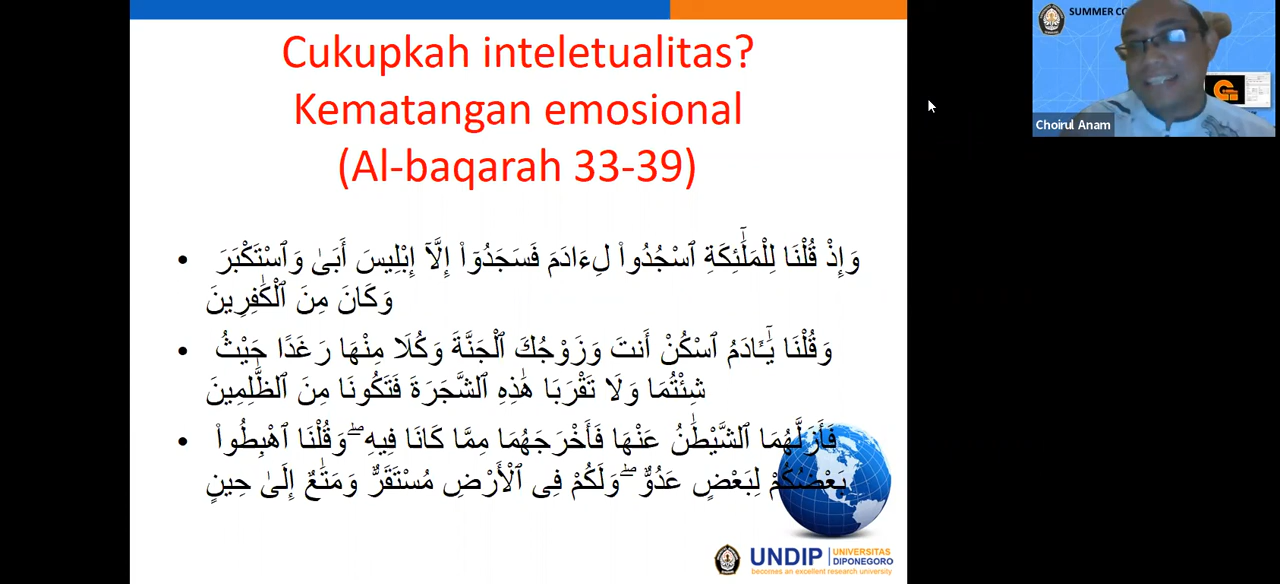 Cukupkah inteletualitas?
Kematangan emosional
(Al-baqarah 33-39)
• وَإِذْ قُلْنَا لِلْمَلَٰٓئِكَةِ ٱسْجُدُوا۟ لِءَادَمَ فَسَجَدُوٓا۟ إِلَّآ إِبْلِيسَ أَبَىٰ وَٱسْتَكْبَرَ
وَكَانَ مِنَ ٱلْكَٰفِرِينَ
• وَقُلْنَا يَٰٓـَٔادَمُ ٱسْكُنْ أَنتَ وَزَوْجُكَ ٱلْجَنَّةَ وَكُلَا مِنْهَا رَغَدًا حَيْثُ
شِئْتُمَا وَلَا تَقْرَبَا هَٰذِهِ ٱلشَّجَرَةَ فَتَكُونَا مِنَ ٱلظَّٰلِمِينَ
• فَأَزَلَّهُمَا ٱلشَّيْطَٰنُ عَنْهَا فَأَخْرَجَهُمَا مِمَّا كَانَا فِيهِ ۖ وَقُلْنَا ٱهْبِطُوا۟
بَعْضُكُمْ لِبَعْضٍ عَدُوٌّ ۖ وَلَكُمْ فِى ٱلْأَرْضِ مُسْتَقَرٌّ وَمَتَٰعٌ إِلَىٰ حِينٍ
UNDIP UNIVERSITAS
DIPONEGORO
becomes an excellent research university
SUMMER CO
Choirul Anam